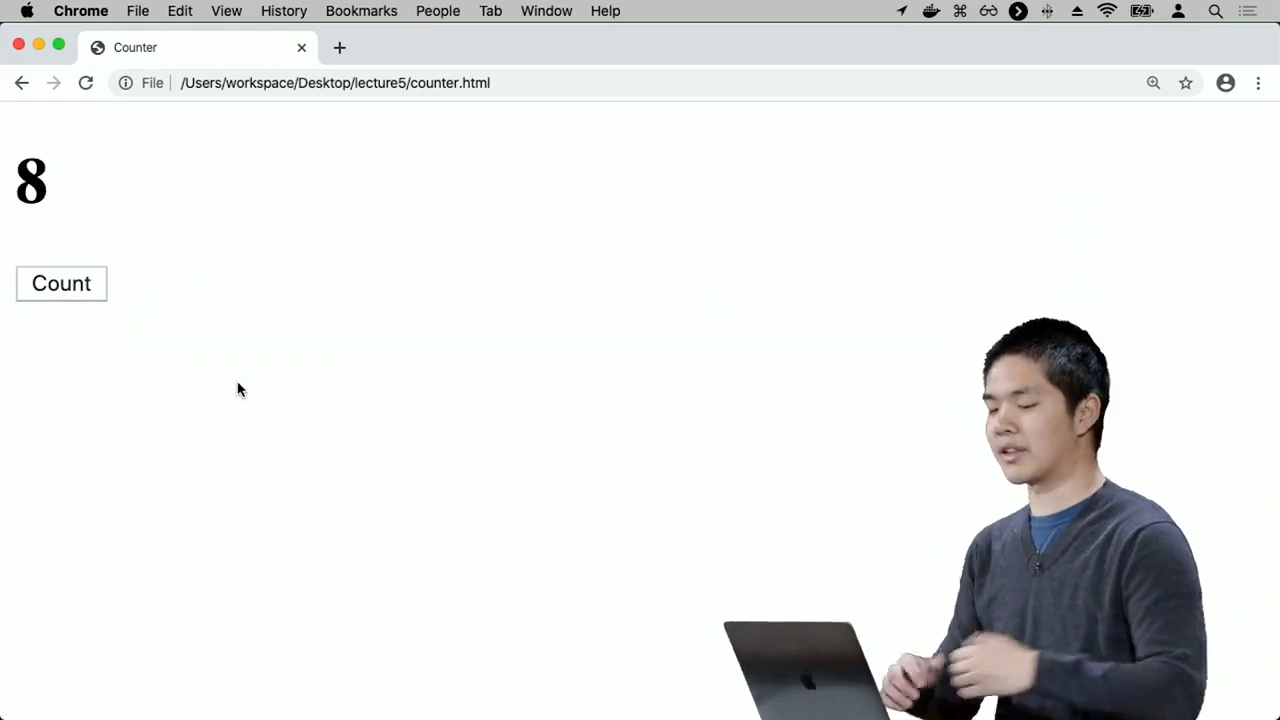 Chrome File Edit View History Bookmarks People Tab Window Help
Counter
File /Users/workspace/Desktop/lecture5/counter.html
8
Count